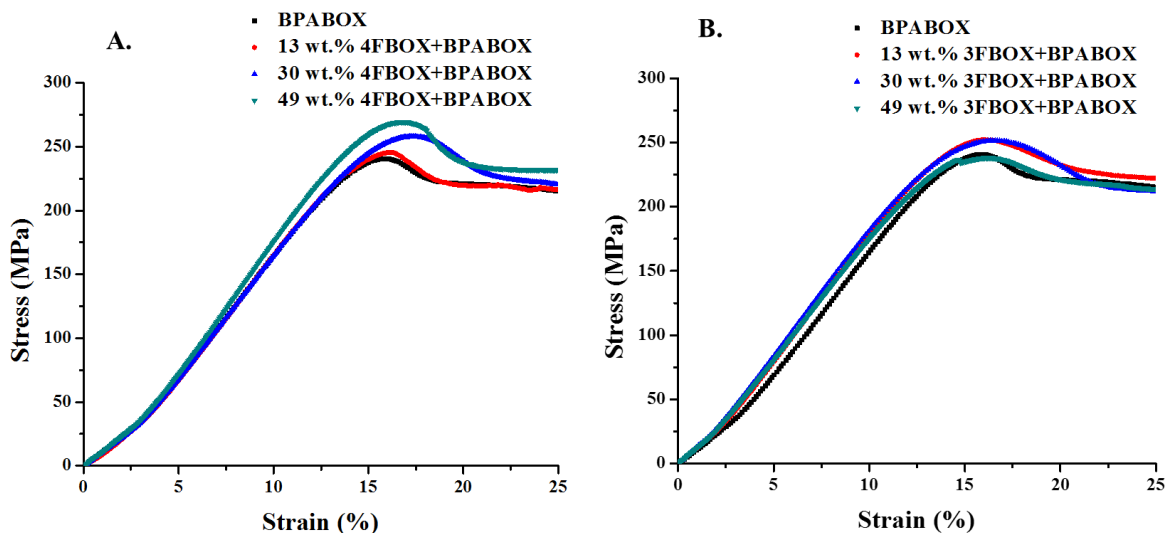 A.
BPABOX
13 wt.% 4FBOX+BPABOX
30 wt.% 4FBOX+BPABOX
49 wt.% 4FBOX+BPABOX
300
250
200
150
100
50
0
Stress (MPa)
0 5 10 15 20 25
Strain (%)
B.
BPABOX
13 wt.% 3FBOX+BPABOX
30 wt.% 3FBOX+BPABOX
49 wt.% 3FBOX+BPABOX
300
250
200
150
100
50
0
Stress (MPa)
0 5 10 15 20 25
Strain (%)